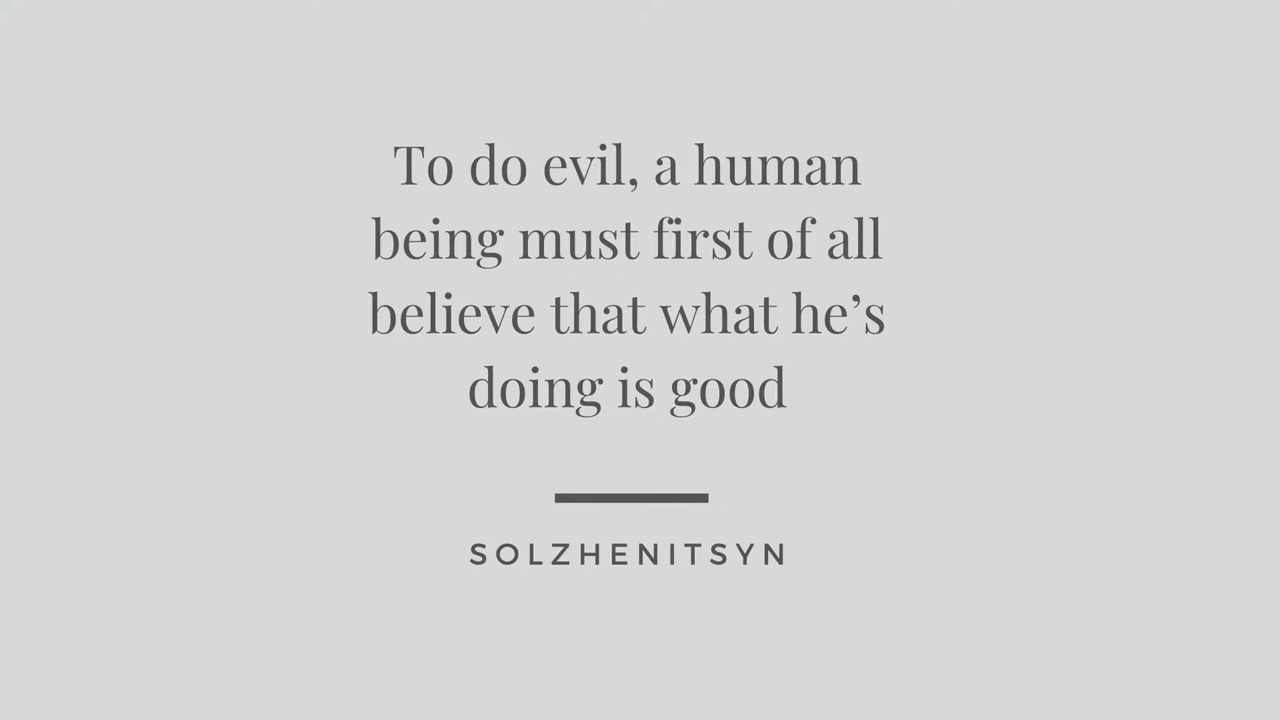 To do evil, a human
being must first of all
believe that what he’s
doing is good
SOLZHENITSYN